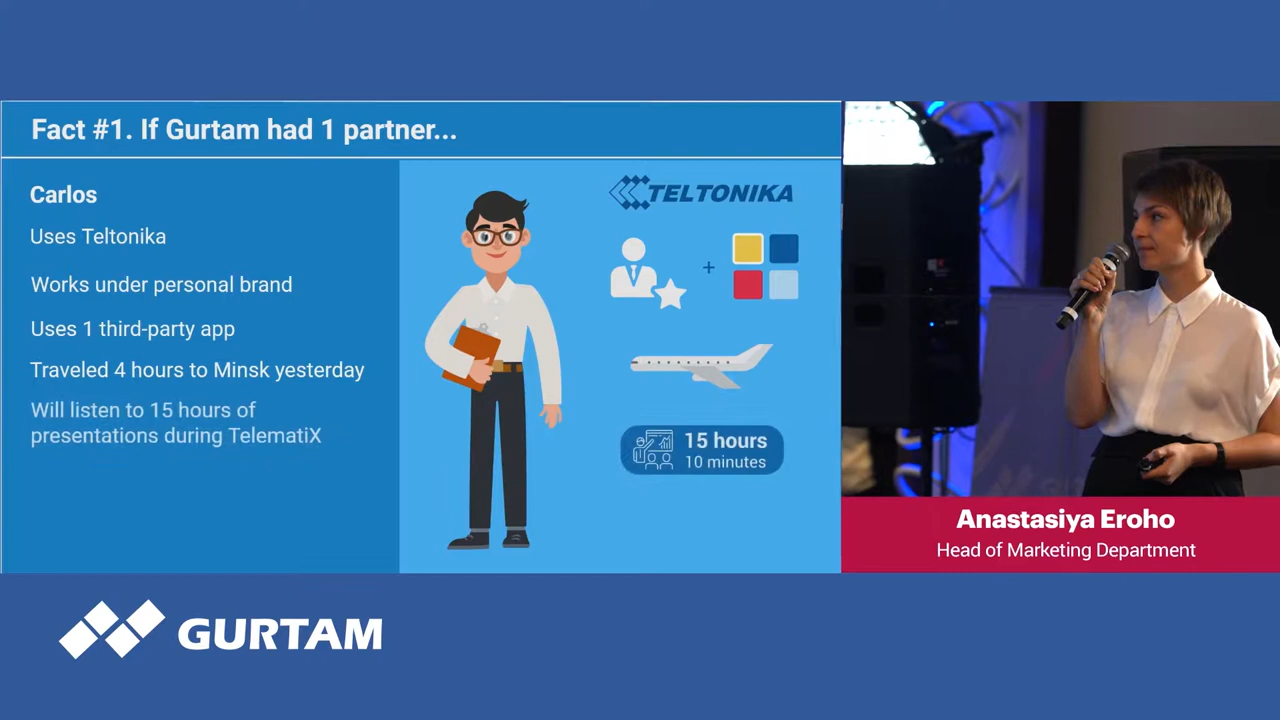 Fact #1. If Gurtam had 1 partner...
Carlos
Uses Teltonika
Works under personal brand
Uses 1 third-party app
Traveled 4 hours to Minsk yesterday
Will listen to 15 hours of
presentations during TelematiX
TELTONIKA
+
15 hours
10 minutes
Anastasiya Eroho
Head of Marketing Department
GURTAM